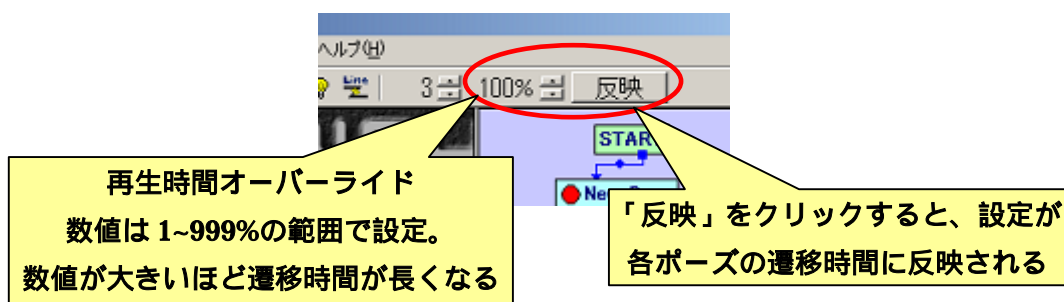 ヘルプ(H)
Line
3 100% 反映
STAR
New
再生時間オーバーライド
数値は 1~999%の範囲で設定。
数値が大きいほど遷移時間が長くなる
「反映」をクリックすると、設定が
各ポーズの遷移時間に反映される